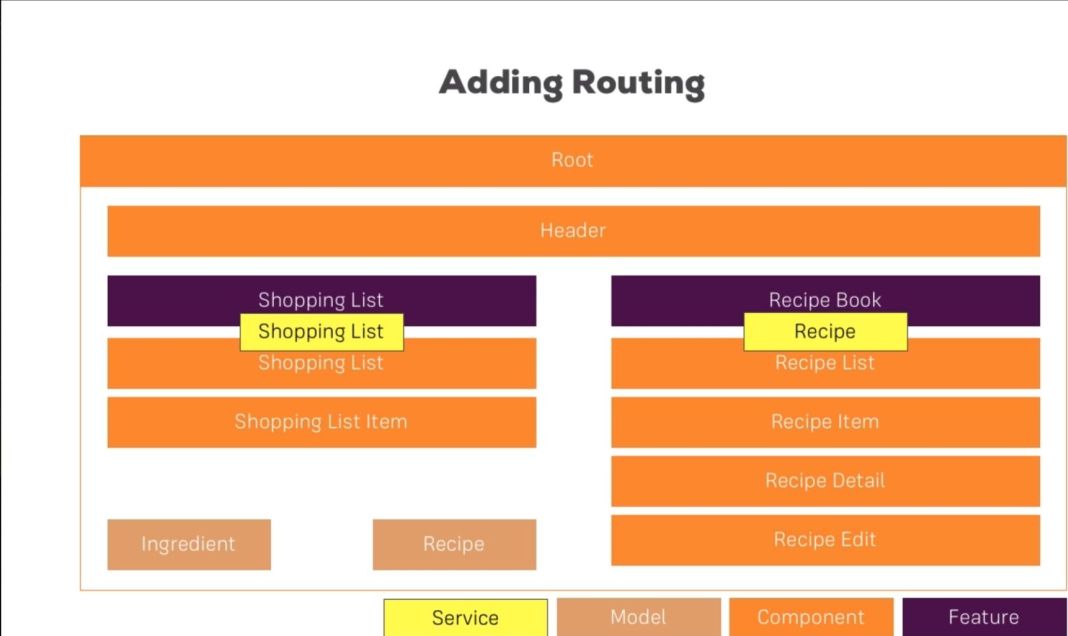 Adding Routing
Root
Header
Shopping List
Shopping List
Shopping List
Shopping List Item
Ingredient
Recipe
Recipe Book
Recipe
Recipe List
Recipe Item
Recipe Detail
Recipe Edit
Service
Model
Component
Feature